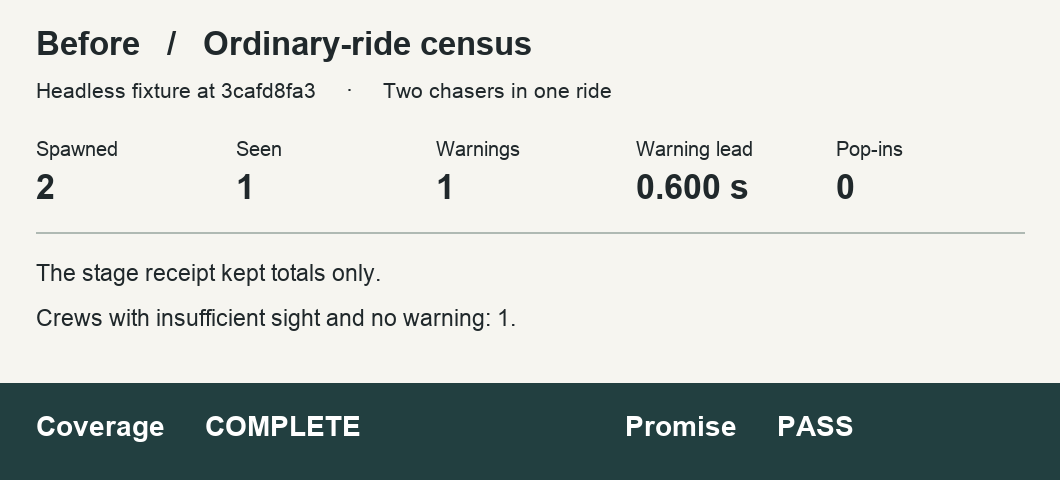 Before / Ordinary-ride census
Headless fixture at 3cafd8fa3 · Two chasers in one ride
Spawned Seen Warnings Warning lead Pop-ins
2 1 1 0.600 s 0
The stage receipt kept totals only.
Crews with insufficient sight and no warning: 1.
Coverage COMPLETE Promise PASS